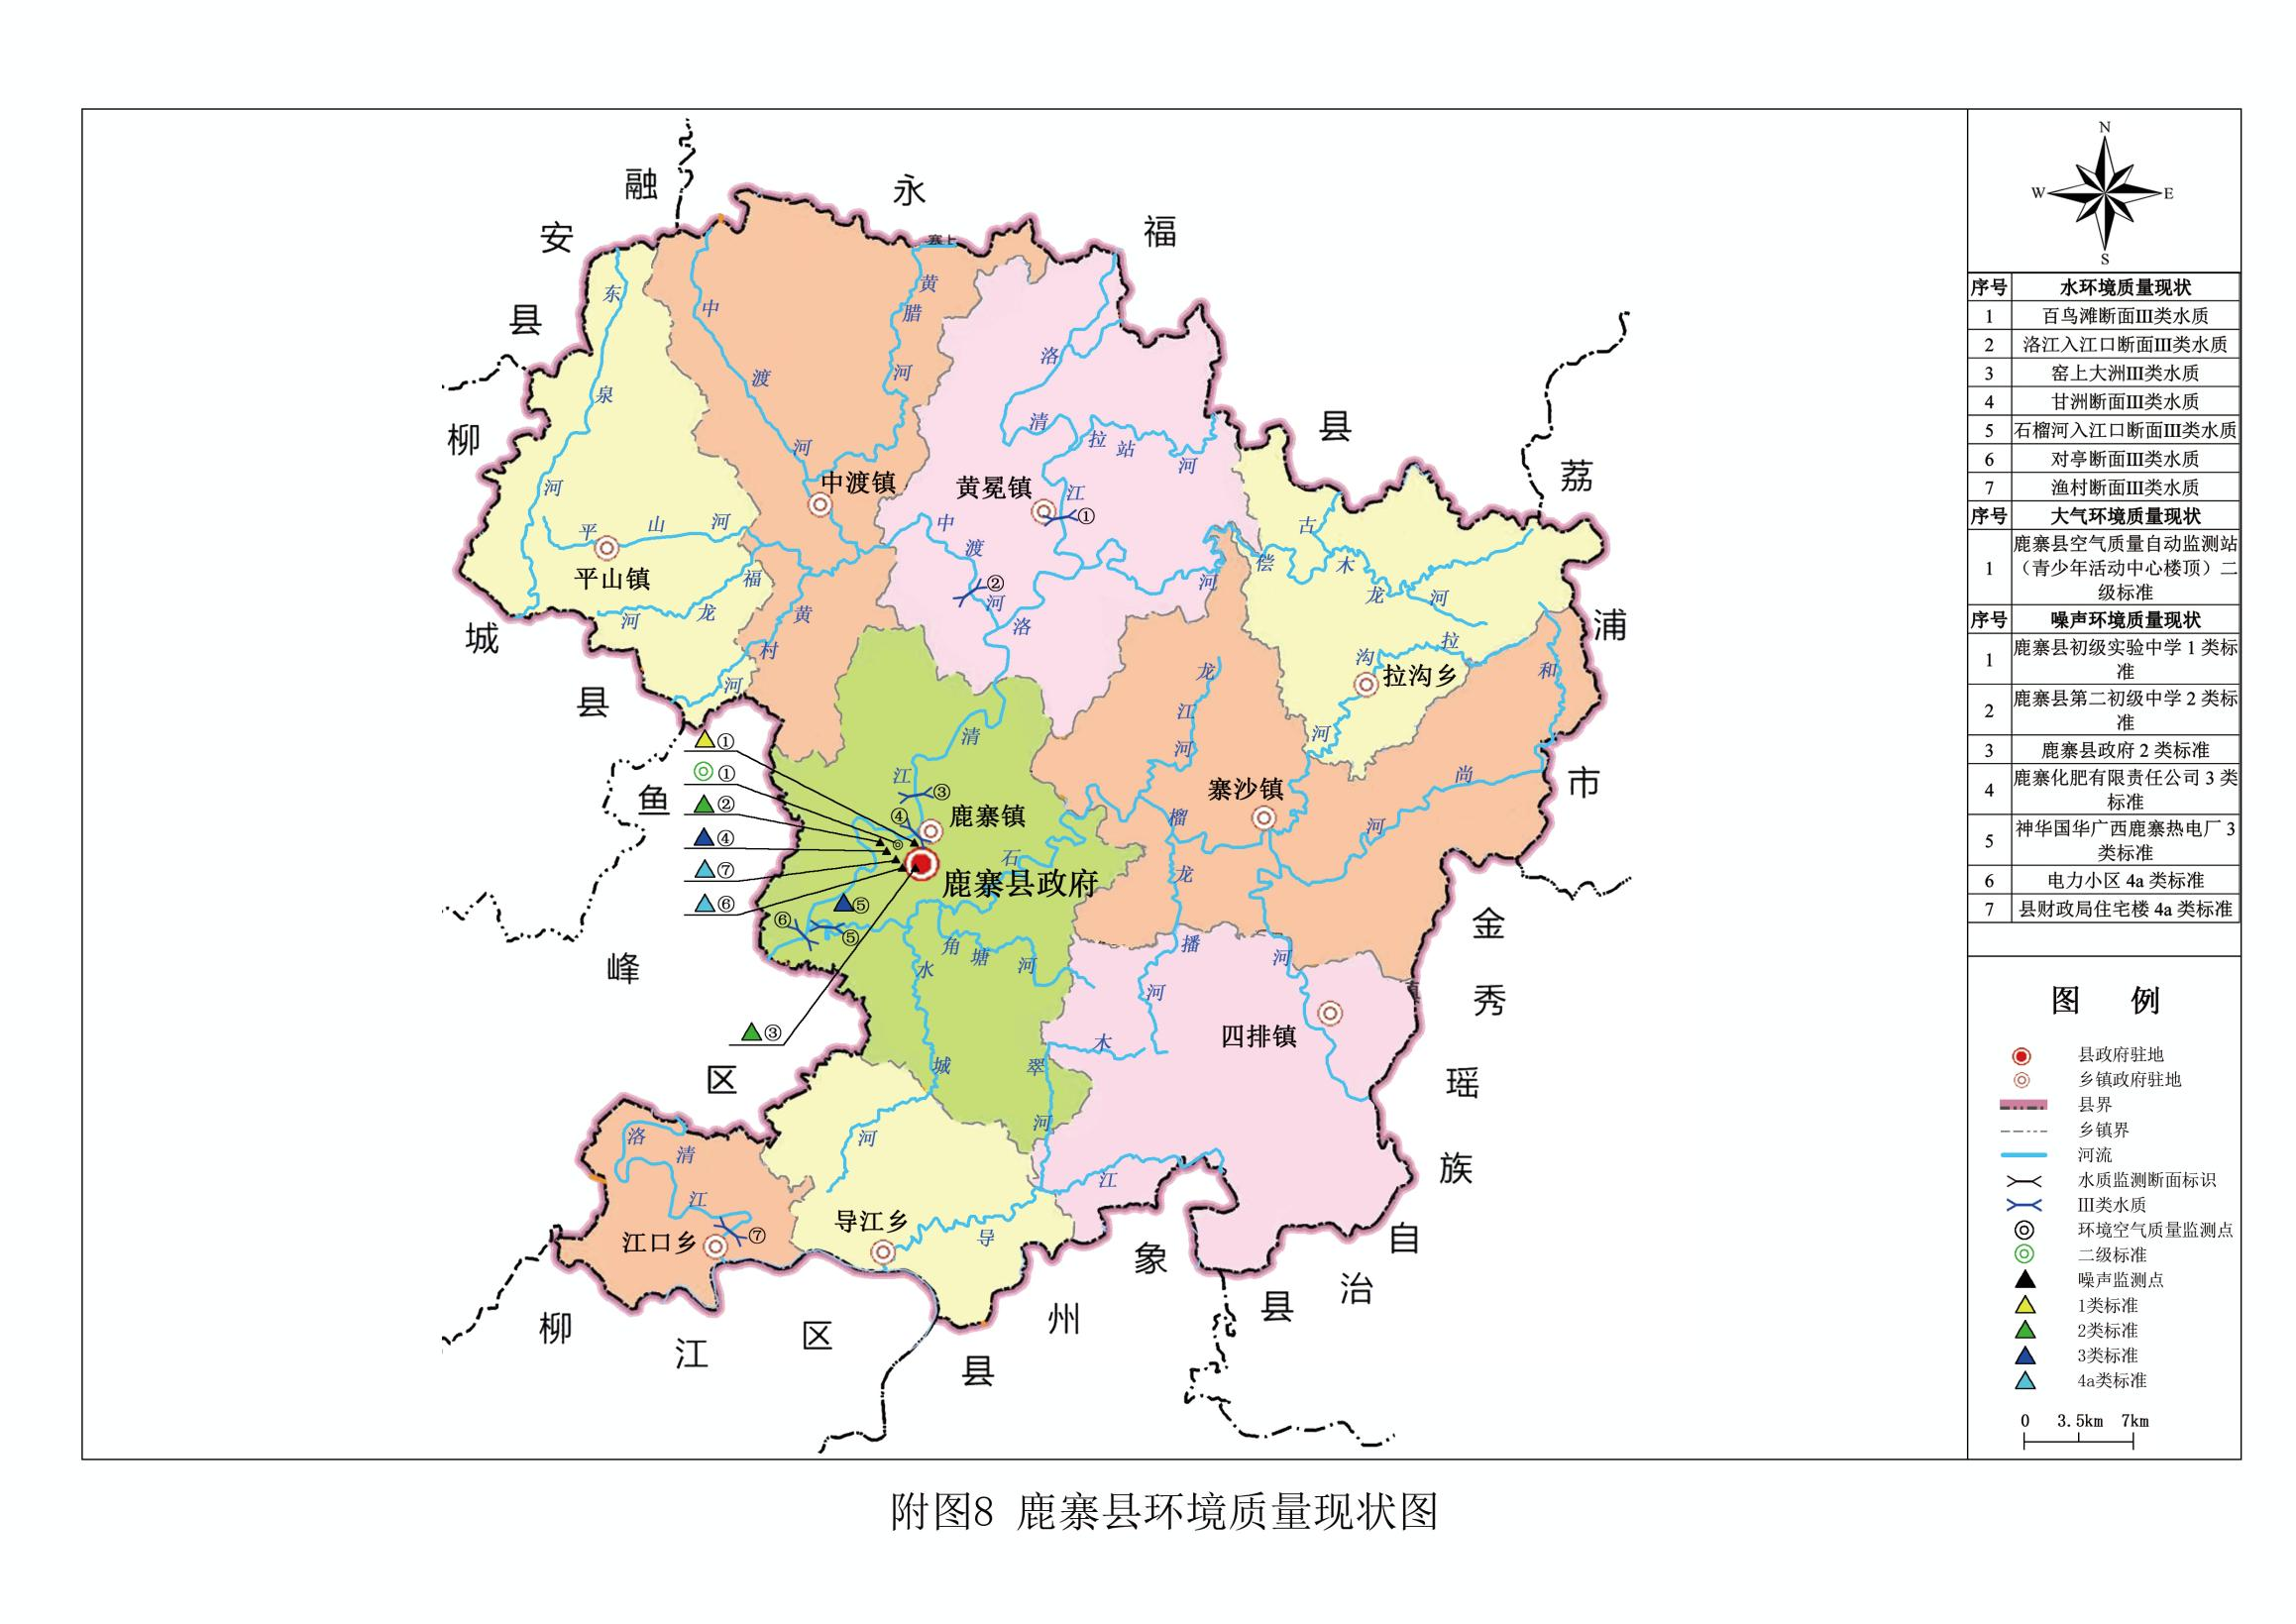 融
安
县
永
福
县
柳
城
县
荔
浦
市
鱼
峰
区
金
秀
瑶
族
自
治
县
象
州
县
柳
江
区
寨上
东
泉
河
中
渡
河
黄
腊
河
洛
清
江
拉
站
河
中渡镇
黄冕镇
①
平
山
河
平山镇
中
渡
河
②
洛
福
龙
河
黄
村
河
古
偿
木
龙
河
河
沟
拉
河
拉沟乡
和
龙
江
河
清
江
③
④
鹿寨镇
鹿寨县政府
石
榴
寨沙镇
尚
河
龙
①
①
②
④
⑦
⑥
⑤
⑥
⑤
③
角
塘
河
水
城
河
播
河
河
镇
四排镇
木
翠
河
江
导
导江乡
洛
清
江
江口乡
⑦
N
W
E
S
序号 水环境质量现状
1 百鸟滩断面III类水质
2 洛江入江口断面III类水质
3 窑上大洲III类水质
4 甘洲断面III类水质
5 石榴河入江口断面III类水质
6 对亭断面III类水质
7 渔村断面III类水质
序号 大气环境质量现状
1 鹿寨县空气质量自动监测站
（青少年活动中心楼顶）二
级标准
序号 噪声环境质量现状
1 鹿寨县初级实验中学1类标
准
2 鹿寨县第二初级中学2类标
准
3 鹿寨县政府2类标准
4 鹿寨化肥有限责任公司3类
标准
5 神华国华广西鹿寨热电厂3
类标准
6 电力小区4a类标准
7 县财政局住宅楼4a类标准
图 例
县政府驻地
乡镇政府驻地
县界
乡镇界
河流
水质监测断面标识
III类水质
环境空气质量监测点
二级标准
噪声监测点
1类标准
2类标准
3类标准
4a类标准
0 3.5km 7km
附图8 鹿寨县环境质量现状图